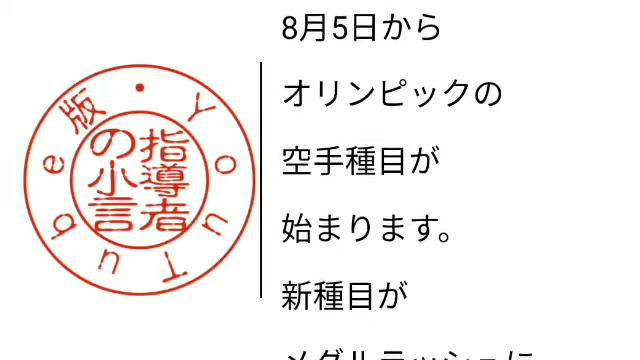 ・YouTube版
指導者
の小言
8月5日から
オリンピックの
空手種目が
始まります。
新種目が